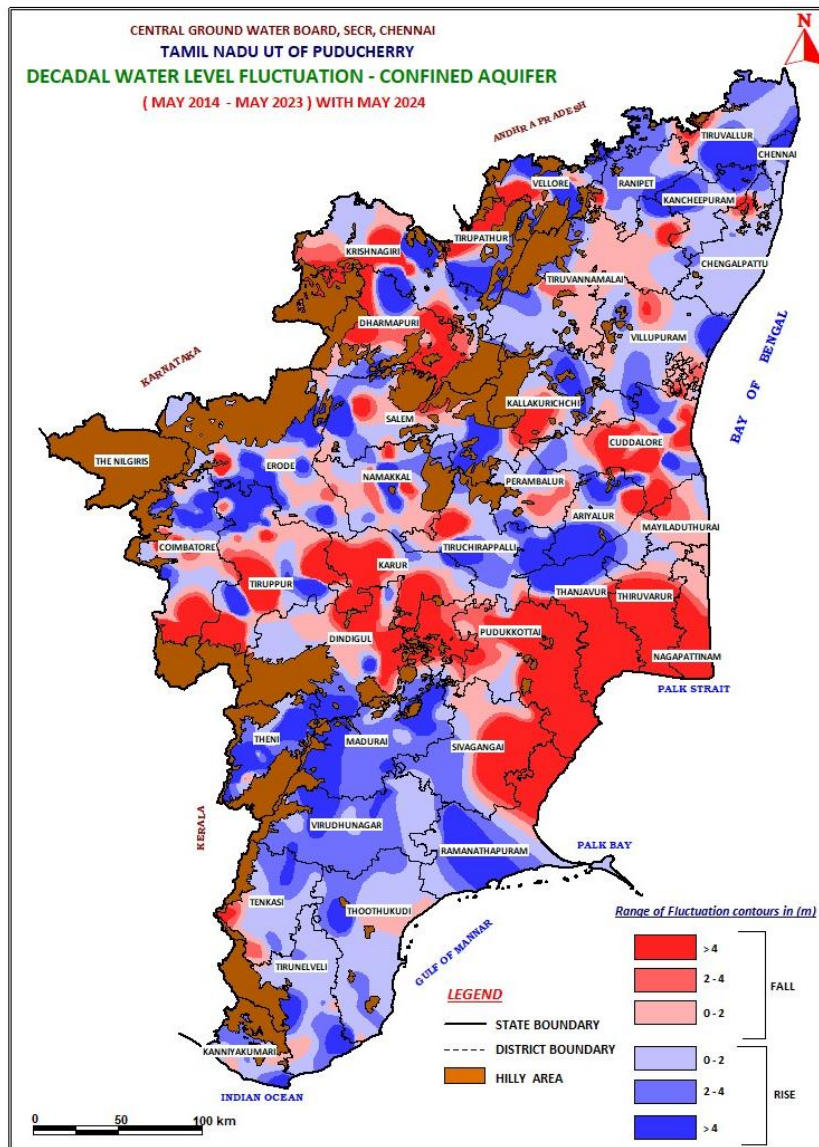 CENTRAL GROUND WATER BOARD, SECR, CHENNAI
TAMIL NADU UT OF PUDUCHERRY
DECADAL WATER LEVEL FLUCTUATION - CONFINED AQUIFER
( MAY 2014 - MAY 2023 ) WITH MAY 2024
N
ANDHRA PRADESH
TIRUVALLUR
CHENNAI
VELLORE
RANIPET
KANCHEEPURAM
TIRUPATHUR
KRISHNAGIRI
CHENGALPATTU
TIRUVANNAMALAI
DHARMAPURI
VILLUPURAM
KARNATAKA
BAY OF BENGAL
KALLAKURICHCHI
SALEM
CUDDALORE
THE NILGIRIS
ERODE
NAMAKKAL
PERAMBALUR
ARIYALUR
MAYILADUTHURAI
COIMBATORE
TIRUCHIRAPPALLI
KARUR
TIRUPPUR
THANJAVUR
THIRUVARUR
DINDIGUL
PUDUKKOTTAI
NAGAPATTINAM
PALK STRAIT
THENI
MADURAI
SIVAGANGAI
KERALA
VIRUDHUNAGAR
RAMANATHAPURAM
PALK BAY
TENKASI
THOOTHUKUDI
GULF OF MANNAR
TIRUNELVELI
KANNIYAKUMARI
INDIAN OCEAN
0 50 100 km
LEGEND
STATE BOUNDARY
DISTRICT BOUNDARY
HILLY AREA
Range of Fluctuation contours in (m)
> 4
2 - 4
0 - 2
FALL
0 - 2
2 - 4
> 4
RISE